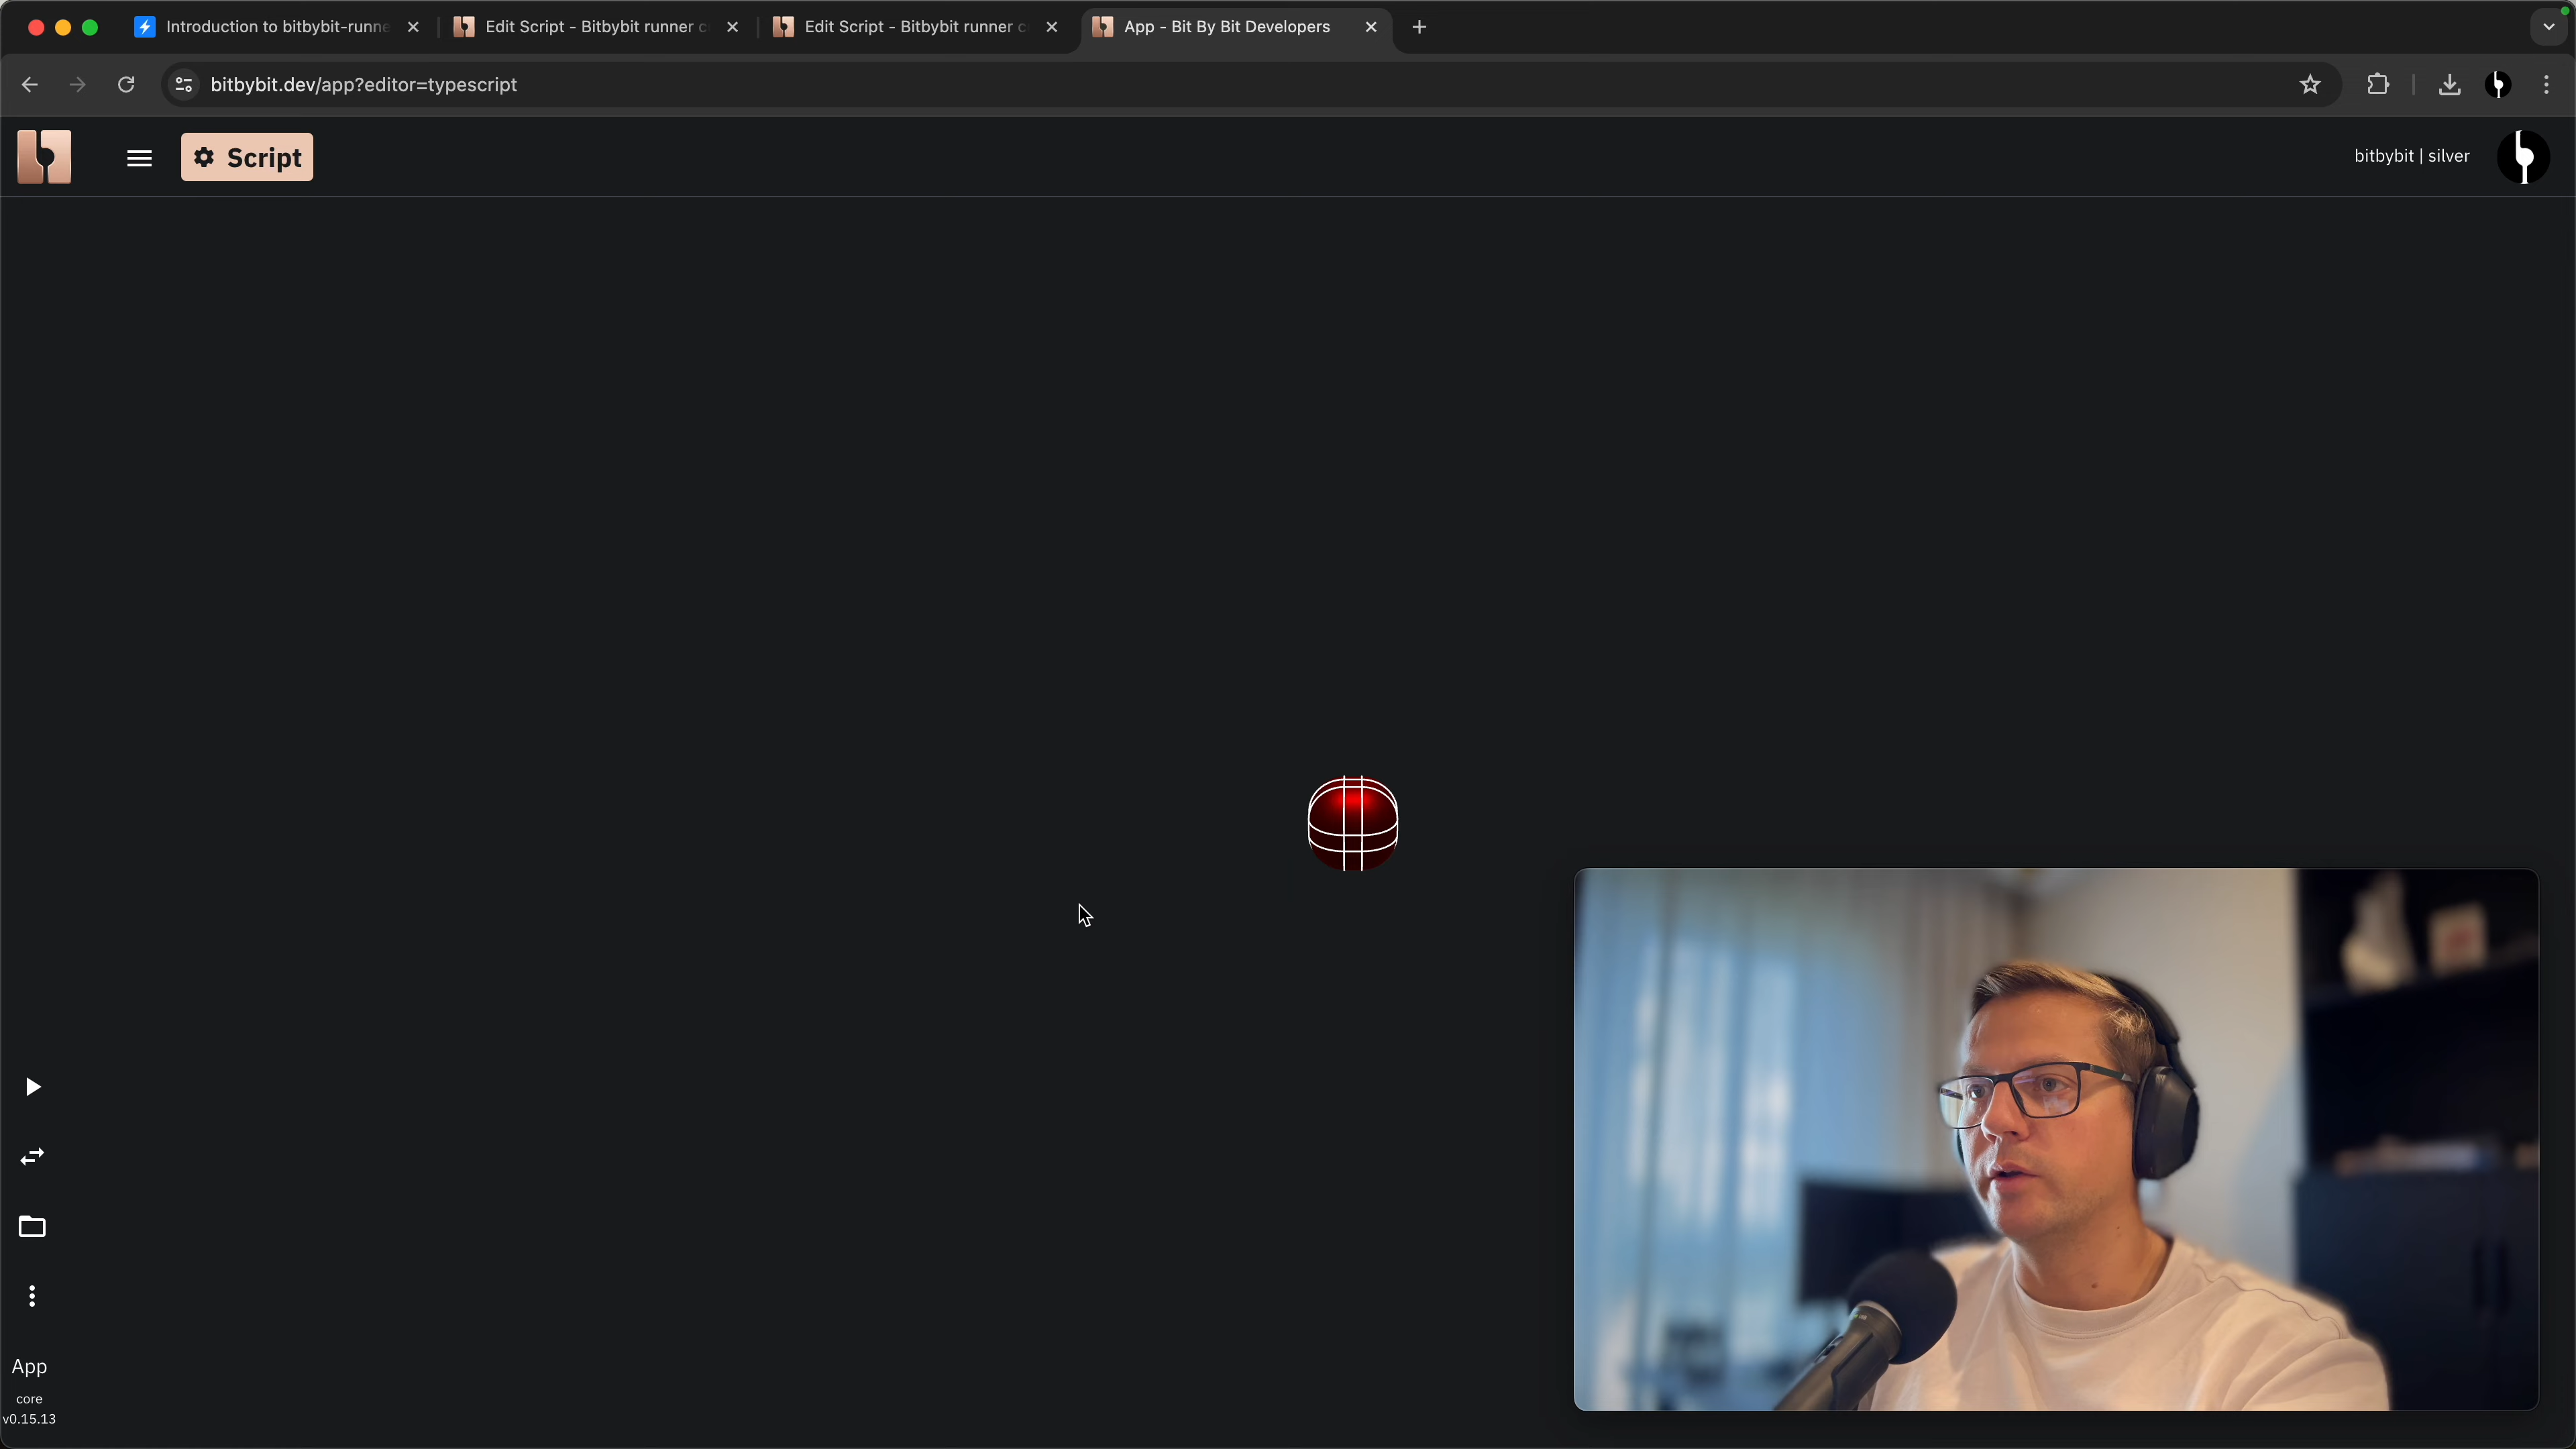 Introduction to bitbybit-runne
Edit Script - Bitbybit runner c
Edit Script - Bitbybit runner c
App - Bit By Bit Developers
bitbybit.dev/app?editor=typescript
Script
bitbybit | silver
App
core
v0.15.13